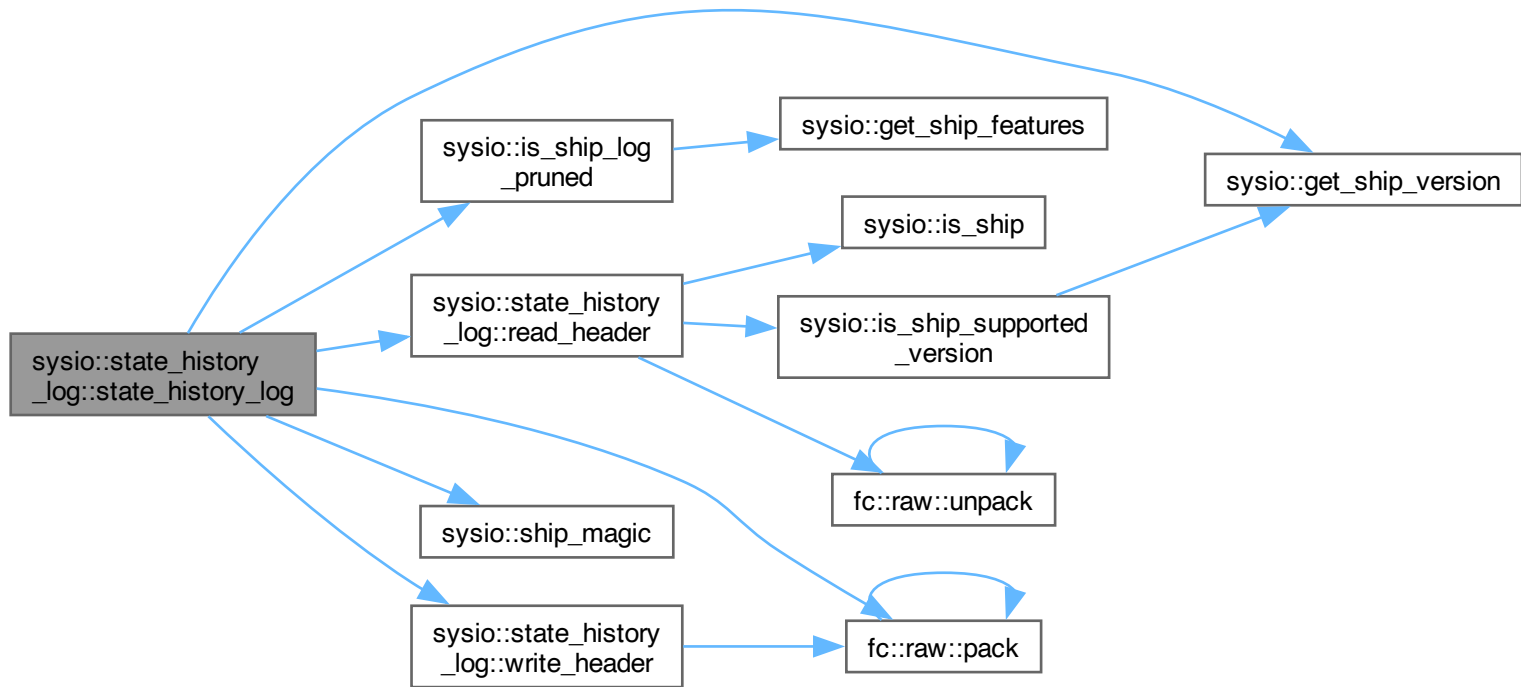 sysio::state_history
_log::state_history_log
sysio::is_ship_log
_pruned
sysio::get_ship_features
sysio::get_ship_version
sysio::state_history
_log::read_header
sysio::is_ship
sysio::is_ship_supported
_version
fc::raw::unpack
sysio::ship_magic
sysio::state_history
_log::write_header
fc::raw::pack